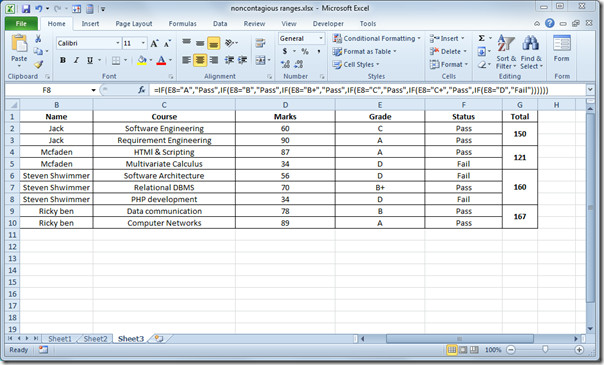 noncontagious ranges.xlsx - Microsoft Excel
File Home Insert Page Layout Formulas Data Review View Developer Team
Paste Calibri 11 General Conditional Formatting Insert Sort & Filter Find & Select Form
B I U $ % , Format as Table Delete
Cell Styles Format
Clipboard Font Alignment Number Styles Cells Editing
F8 fx =IF(E8="A","Pass",IF(E8="B","Pass",IF(E8="B+","Pass",IF(E8="C","Pass",IF(E8="C+","Pass",IF(E8="D","Fail"))))))
B C D E F G H
1 Name Course Marks Grade Status Total
2 Jack Software Engineering 60 C Pass 150
3 Jack Requirement Engineering 90 A Pass
4 Mcfaden HTMl & Scripting 87 A Pass 121
5 Mcfaden Multivariate Calculus 34 D Fail
6 Steven Shwimmer Software Architecture 56 D Fail 160
7 Steven Shwimmer Relational DBMS 70 B+ Pass
8 Steven Shwimmer PHP development 34 D Fail
9 Ricky ben Data communication 78 B Pass 167
10 Ricky ben Computer Networks 89 A Pass
11
12
13
14
15
16
17
18
19
Sheet1 Sheet2 Sheet3
Ready 100%